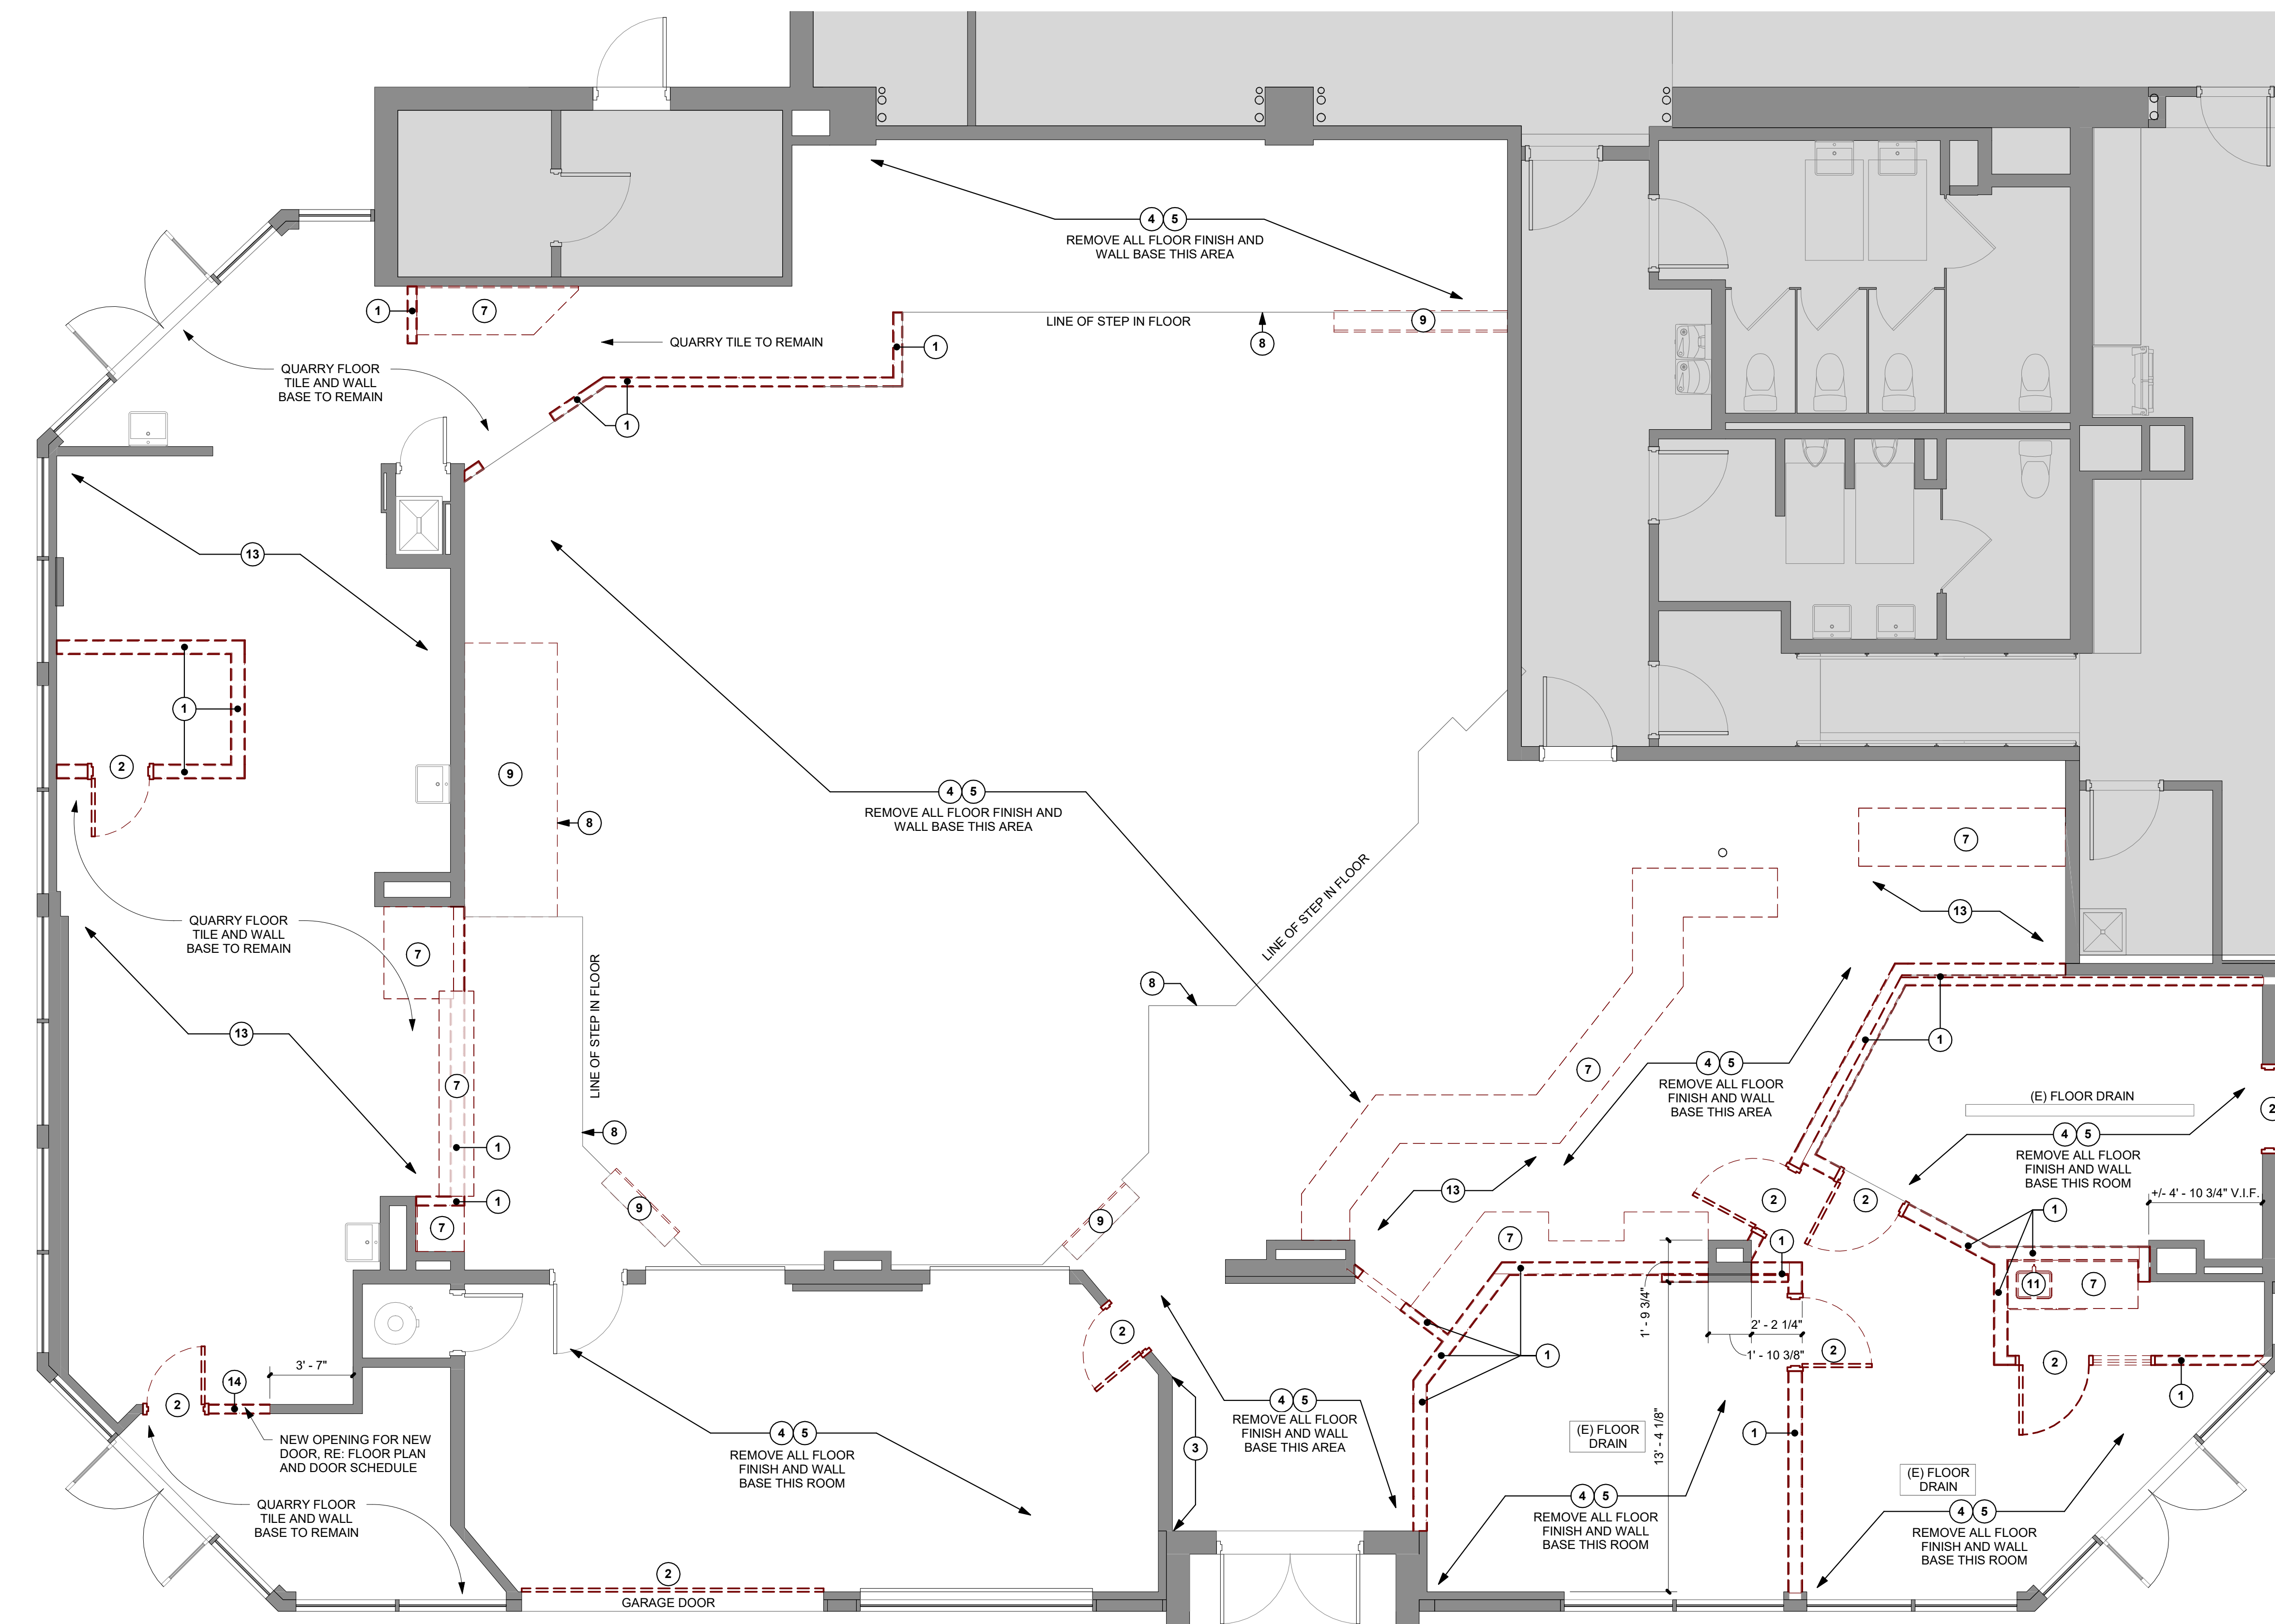 4 5
REMOVE ALL FLOOR FINISH AND
WALL BASE THIS AREA
1
7
LINE OF STEP IN FLOOR
9
8
QUARRY TILE TO REMAIN
1
QUARRY FLOOR
TILE AND WALL
BASE TO REMAIN
1
13
1
2
9
8
4 5
REMOVE ALL FLOOR FINISH AND
WALL BASE THIS AREA
7
LINE OF STEP IN FLOOR
13
QUARRY FLOOR
TILE AND WALL
BASE TO REMAIN
7
LINE OF STEP IN FLOOR
8
13
7
1
8
1
7
9
9
7
4 5
REMOVE ALL FLOOR
FINISH AND WALL
BASE THIS AREA
1
(E) FLOOR DRAIN
2
4 5
REMOVE ALL FLOOR
FINISH AND WALL
BASE THIS ROOM
+/- 4' - 10 3/4" V.I.F.
13
2
2
1
7
1
11
7
1' - 9 3/4"
2' - 2 1/4"
1' - 10 3/8"
2
2
1
2
1
3' - 7"
14
2
NEW OPENING FOR NEW
DOOR, RE: FLOOR PLAN
AND DOOR SCHEDULE
4 5
REMOVE ALL FLOOR
FINISH AND WALL
BASE THIS ROOM
3
4 5
REMOVE ALL FLOOR
FINISH AND WALL
BASE THIS AREA
(E) FLOOR
DRAIN
13' - 4 1/8"
1
(E) FLOOR
DRAIN
QUARRY FLOOR
TILE AND WALL
BASE TO REMAIN
4 5
REMOVE ALL FLOOR
FINISH AND WALL
BASE THIS ROOM
4 5
REMOVE ALL FLOOR
FINISH AND WALL
BASE THIS ROOM
2
GARAGE DOOR